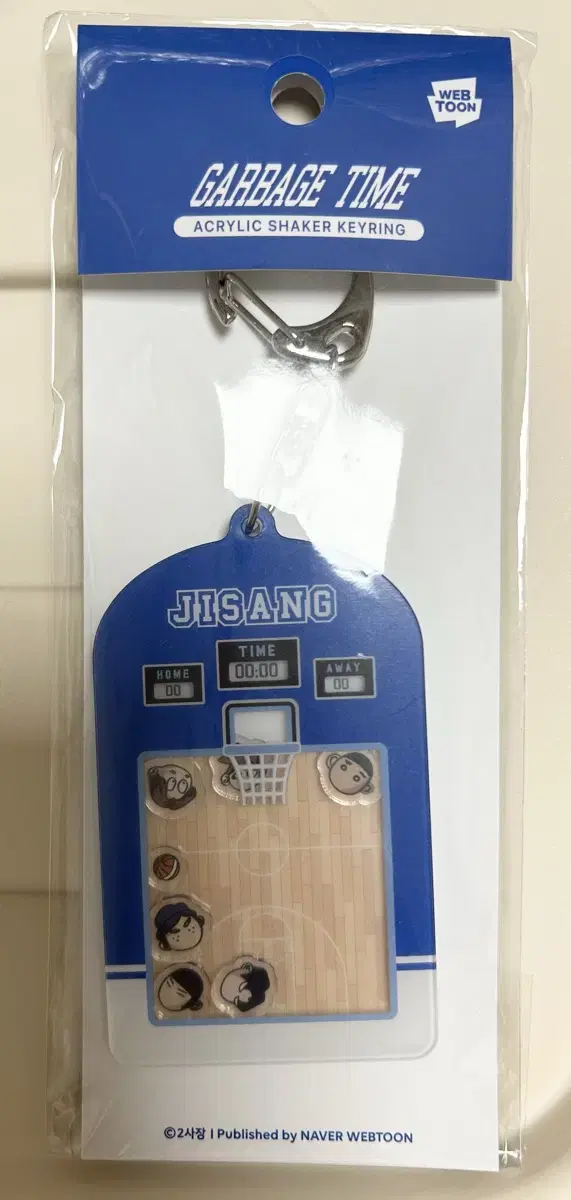 WEB
TOON
GARBAGE TIME
ACRYLIC SHAKER KEYRING
JISANG
TIME
00:00
HOME
00
AWAY
00
©2사장 I Published by NAVER WEBTOON